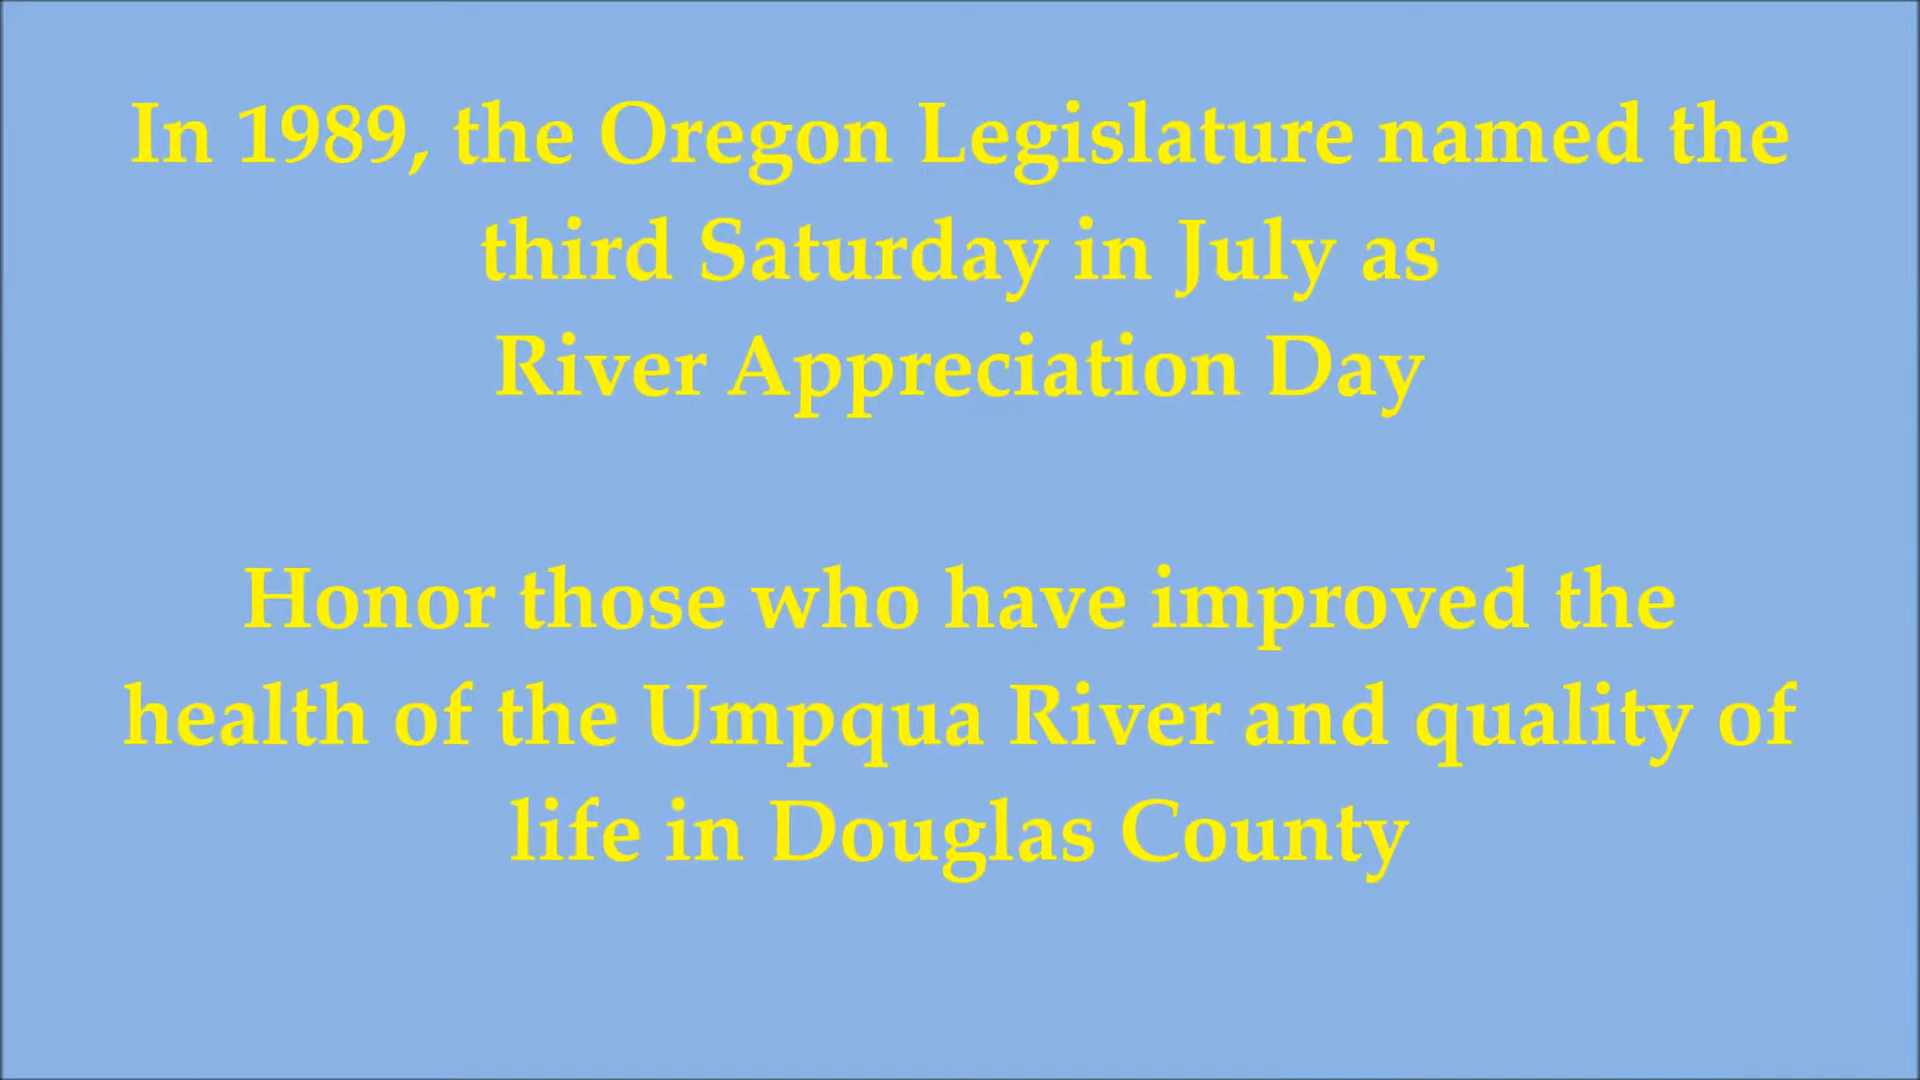 In 1989, the Oregon Legislature named the
third Saturday in July as
River Appreciation Day
Honor those who have improved the
health of the Umpqua River and quality of
life in Douglas County